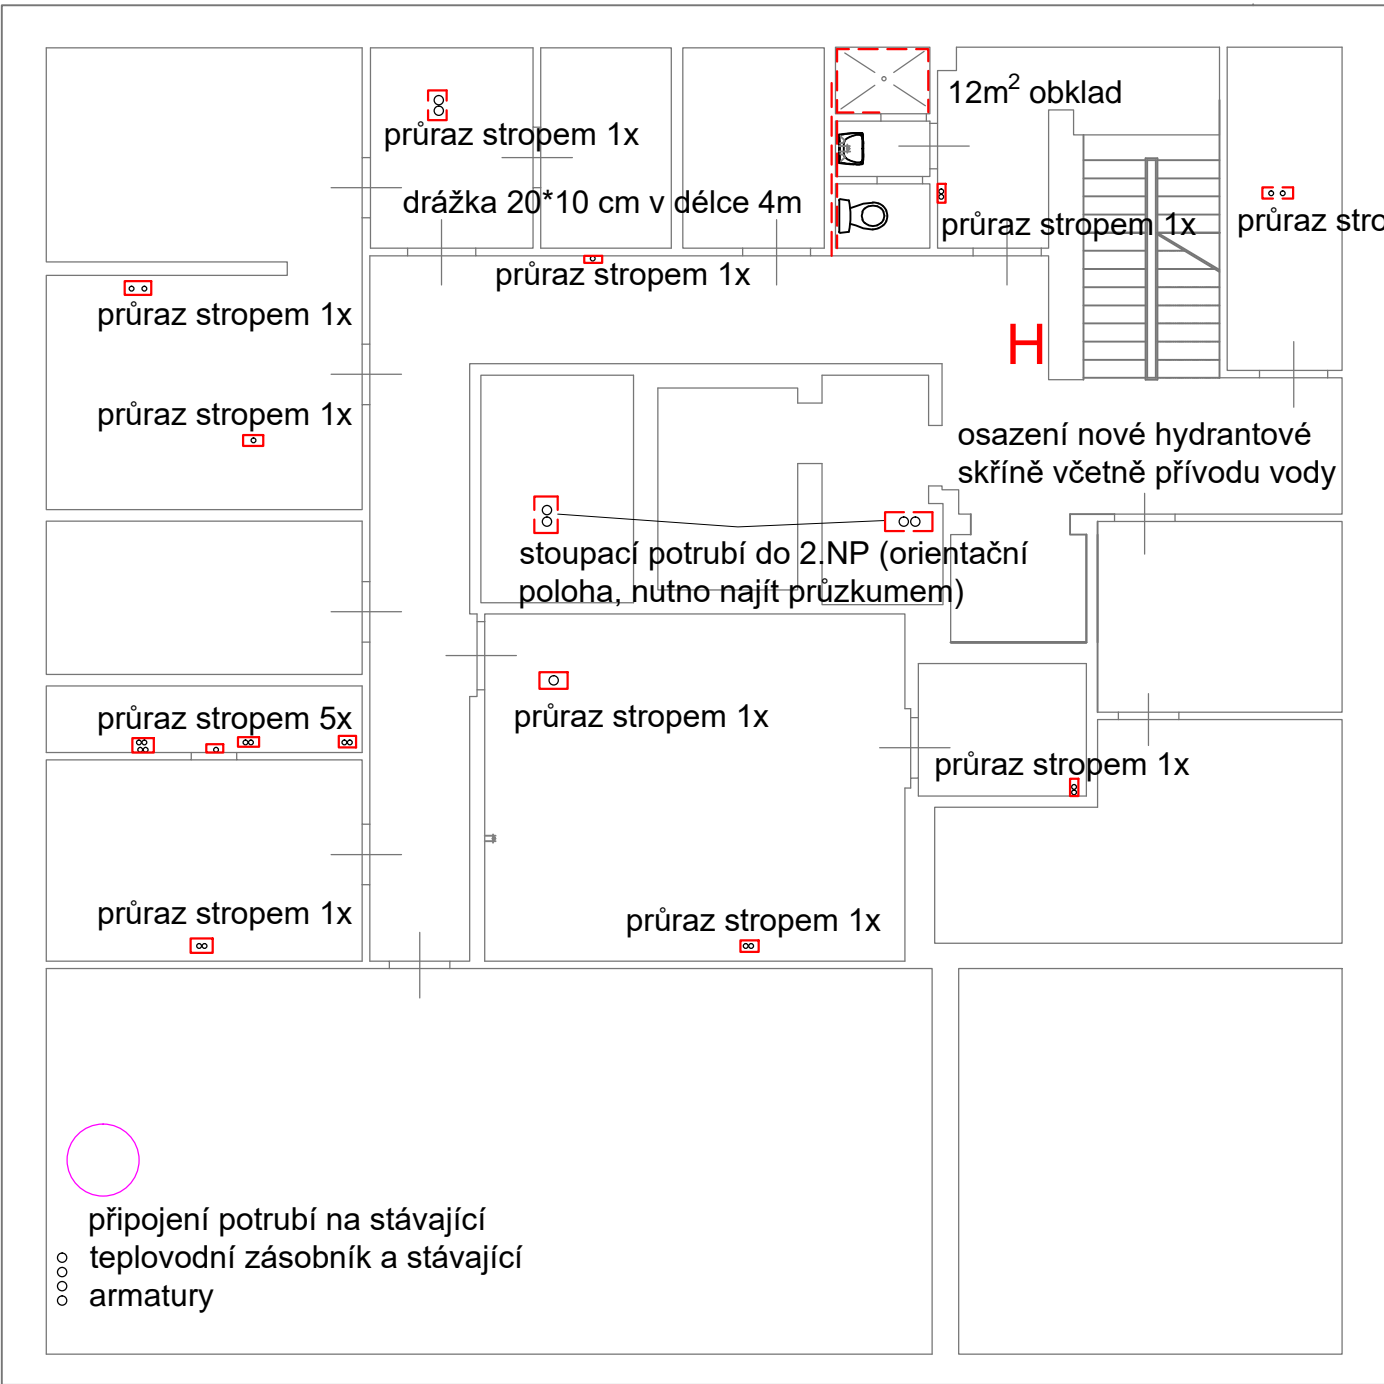 12m² obklad
průraz stropem 1x
drážka 20*10 cm v délce 4m
průraz stropem 1x
průraz stro
průraz stropem 1x
průraz stropem 1x
H
průraz stropem 1x
osazení nové hydrantové
skříně včetně přívodu vody
stoupací potrubí do 2.NP (orientační
poloha, nutno najít průzkumem)
průraz stropem 1x
průraz stropem 5x
průraz stropem 1x
průraz stropem 1x
průraz stropem 1x
připojení potrubí na stávající
teplovodní zásobník a stávající
armatury